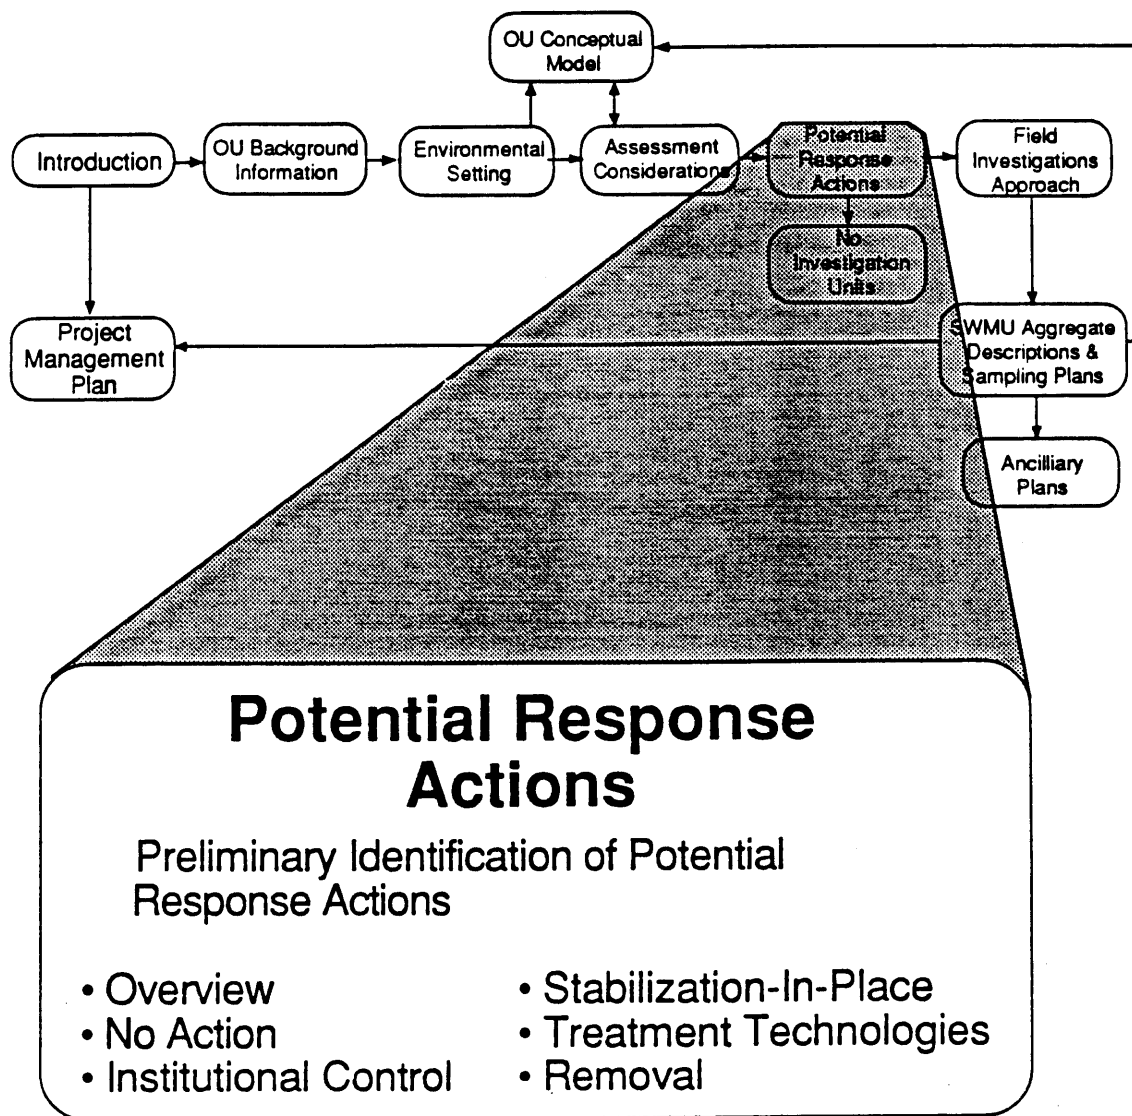 OU Conceptual
Model
Introduction
OU Background
Information
Environmental
Setting
Assessment
Considerations
Potential
Response
Actions
Field
Investigations
Approach
No
Investigation
Units
Project
Management
Plan
SWMU Aggregate
Descriptions &
Sampling Plans
Ancilliary
Plans
Potential Response
Actions
Preliminary Identification of Potential
Response Actions
• Overview
• No Action
• Institutional Control
• Stabilization-In-Place
• Treatment Technologies
• Removal